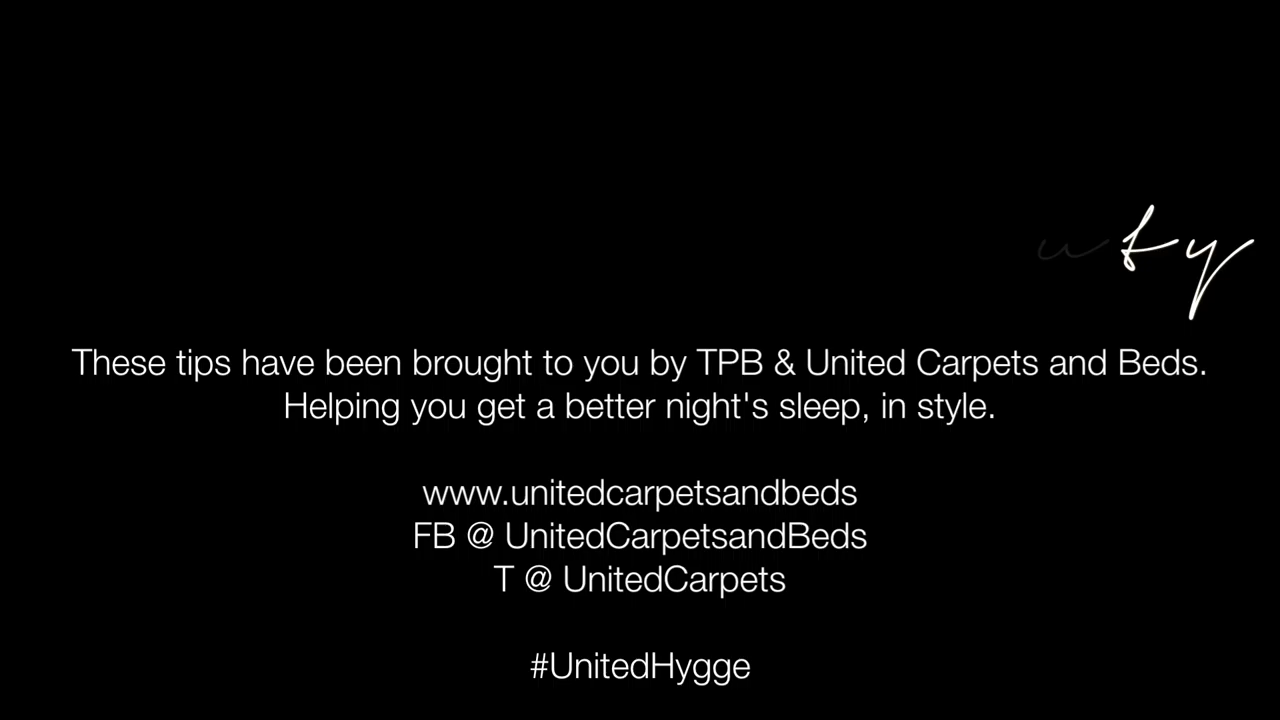 ty
These tips have been brought to you by TPB & United Carpets and Beds.
Helping you get a better night's sleep, in style.
www.unitedcarpetsandbeds
FB @ UnitedCarpetsandBeds
T @ UnitedCarpets
#UnitedHygge